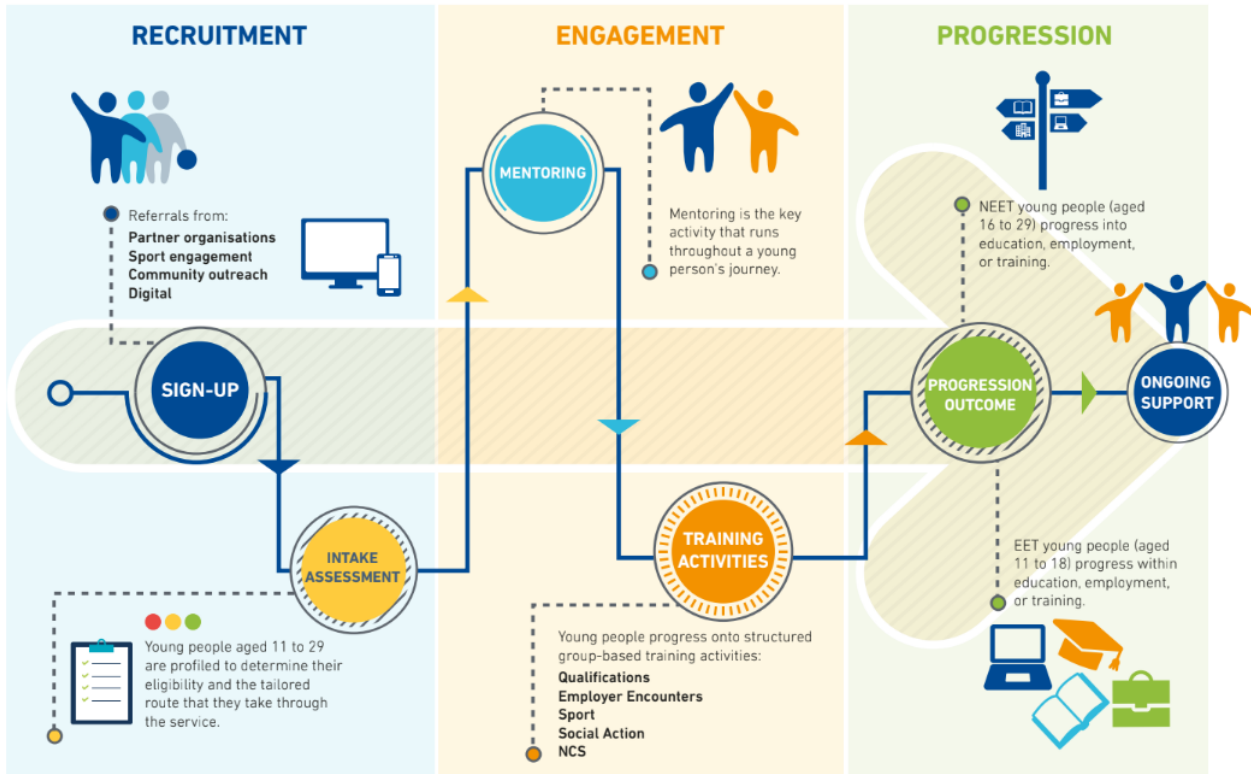 RECRUITMENT
Referrals from:
Partner organisations
Sport engagement
Community outreach
Digital
SIGN-UP
INTAKE
ASSESSMENT
Young people aged 11 to 29
are profiled to determine their
eligibility and the tailored
route that they take through
the service.
ENGAGEMENT
MENTORING
Mentoring is the key
activity that runs
throughout a young
person's journey.
TRAINING
ACTIVITIES
Young people progress onto structured
group-based training activities:
Qualifications
Employer Encounters
Sport
Social Action
NCS
PROGRESSION
NEET young people (aged
16 to 29) progress into
education, employment,
or training.
PROGRESSION
OUTCOME
ONGOING
SUPPORT
EET young people (aged
11 to 18) progress within
education, employment,
or training.